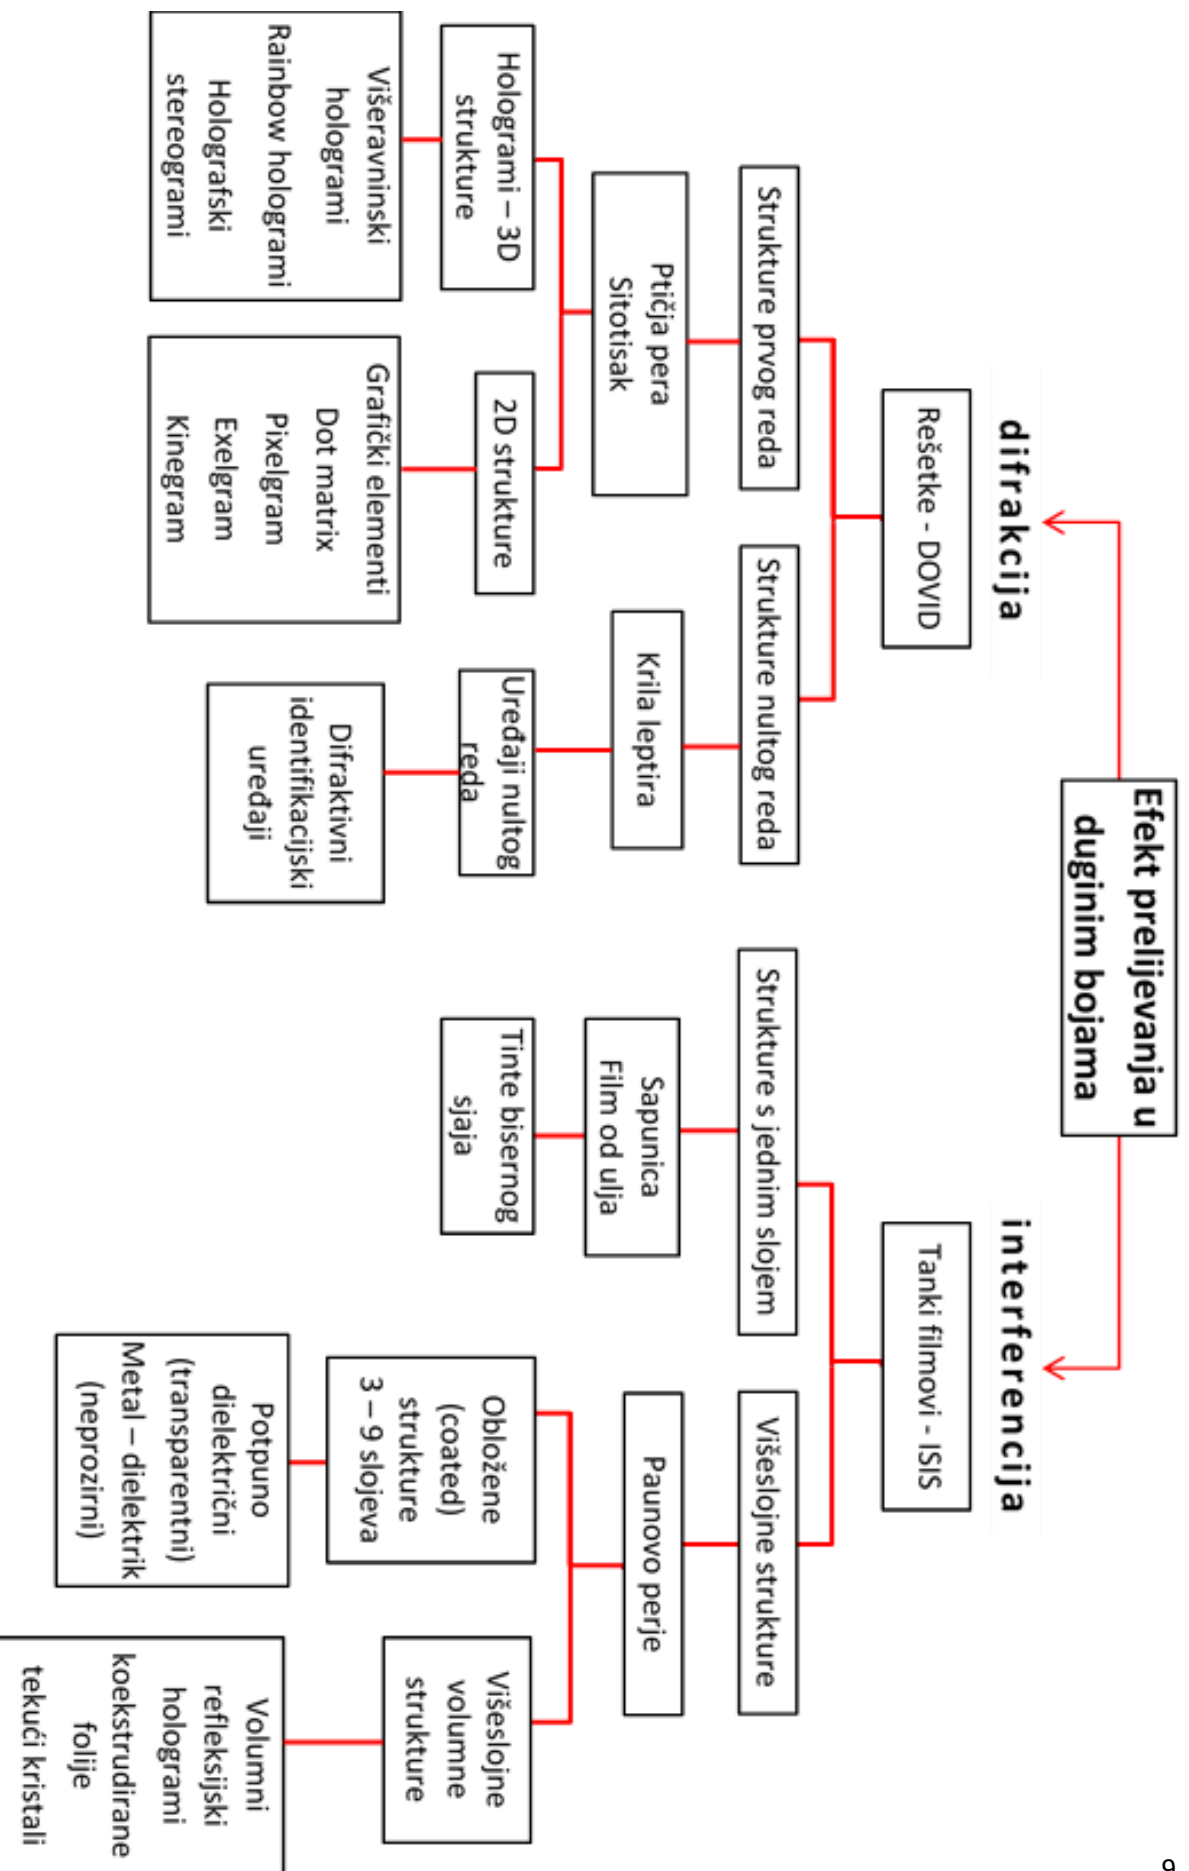 Efekt prelijevanja u
duginim bojama
difrakcija
interferencija
Rešetke - DOVID
Tanki filmovi - ISIS
Strukture prvog reda
Strukture nultog reda
Strukture s jednim slojem
Višeslojne strukture
Ptičja pera
Sitotisak
Krila leptira
Sapunica
Film od ulja
Paunovo perje
Hologrami – 3D
strukture
2D strukture
Uređaji nultog
reda
Tinte bisernog
sjaja
Obložene
(coated)
strukture
3 – 9 slojeva
Višeslojne
volumne
strukture
Višeravninski
hologrami
Rainbow hologrami
Holografski
stereogrami
Grafički elementi
Dot matrix
Pixelgram
Exelgram
Kinegram
Difraktivni
identifikacijski
uređaji
Potpuno
dielektrični
(transparentni)
Metal – dielektrik
(neprozirni)
Volumni
refleksijski
hologrami
koekstrudirane
folije
tekući kristali
9